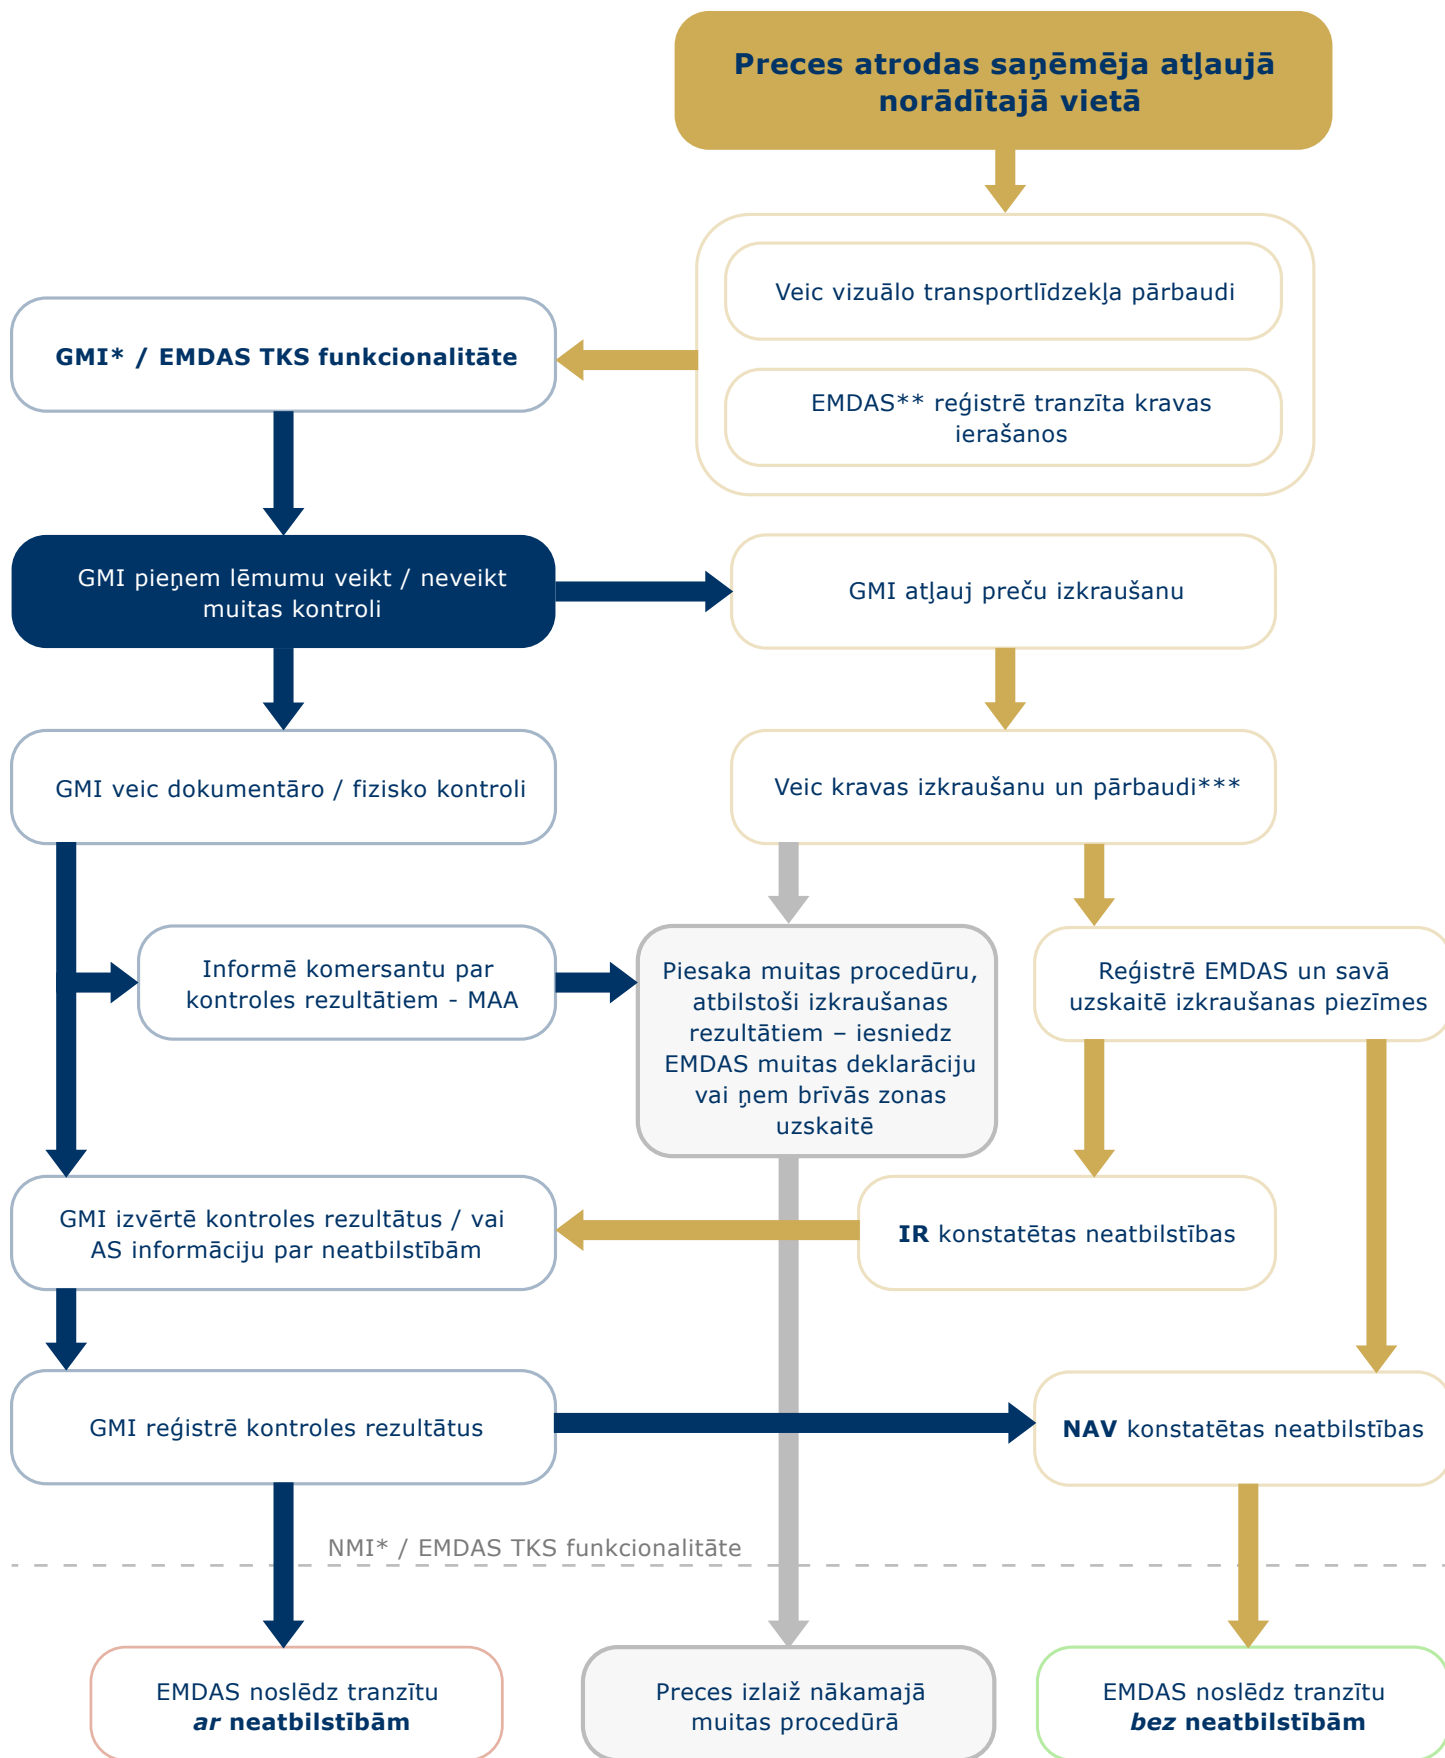 Preces atrodas saņēmēja atļaujā
norādītajā vietā
Veic vizuālo transportlīdzekļa pārbaudi
GMI* / EMDAS TKS funkcionalitāte
EMDAS** reģistrē tranzīta kravas
ierašanos
GMI pieņem lēmumu veikt / neveikt
muitas kontroli
GMI atļauj preču izkraušanu
GMI veic dokumentāro / fizisko kontroli
Veic kravas izkraušanu un pārbaudi***
Informē komersantu par
kontroles rezultātiem - MAA
Piesaka muitas procedūru,
atbilstoši izkraušanas
rezultātiem – iesniedz
EMDAS muitas deklarāciju
vai ņem brīvās zonas
uzskaitē
Reģistrē EMDAS un savā
uzskaitē izkraušanas piezīmes
GMI izvērtē kontroles rezultātus / vai
AS informāciju par neatbilstībām
IR konstatētas neatbilstības
GMI reģistrē kontroles rezultātus
NAV konstatētas neatbilstības
NMI* / EMDAS TKS funkcionalitāte
EMDAS noslēdz tranzītu
ar neatbilstībām
Preces izlaiž nākamajā
muitas procedūrā
EMDAS noslēdz tranzītu
bez neatbilstībām